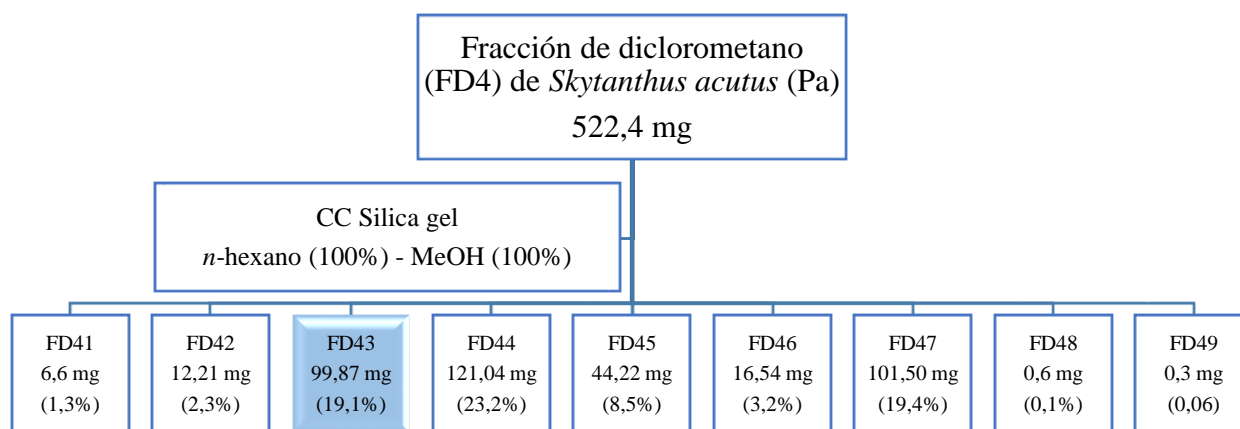 Fracción de diclorometano
(FD4) de Skytanthus acutus (Pa)
522,4 mg
CC Silica gel
n-hexano (100%) - MeOH (100%)
FD41
6,6 mg
(1,3%)
FD42
12,21 mg
(2,3%)
FD43
99,87 mg
(19,1%)
FD44
121,04 mg
(23,2%)
FD45
44,22 mg
(8,5%)
FD46
16,54 mg
(3,2%)
FD47
101,50 mg
(19,4%)
FD48
0,6 mg
(0,1%)
FD49
0,3 mg
(0,06)